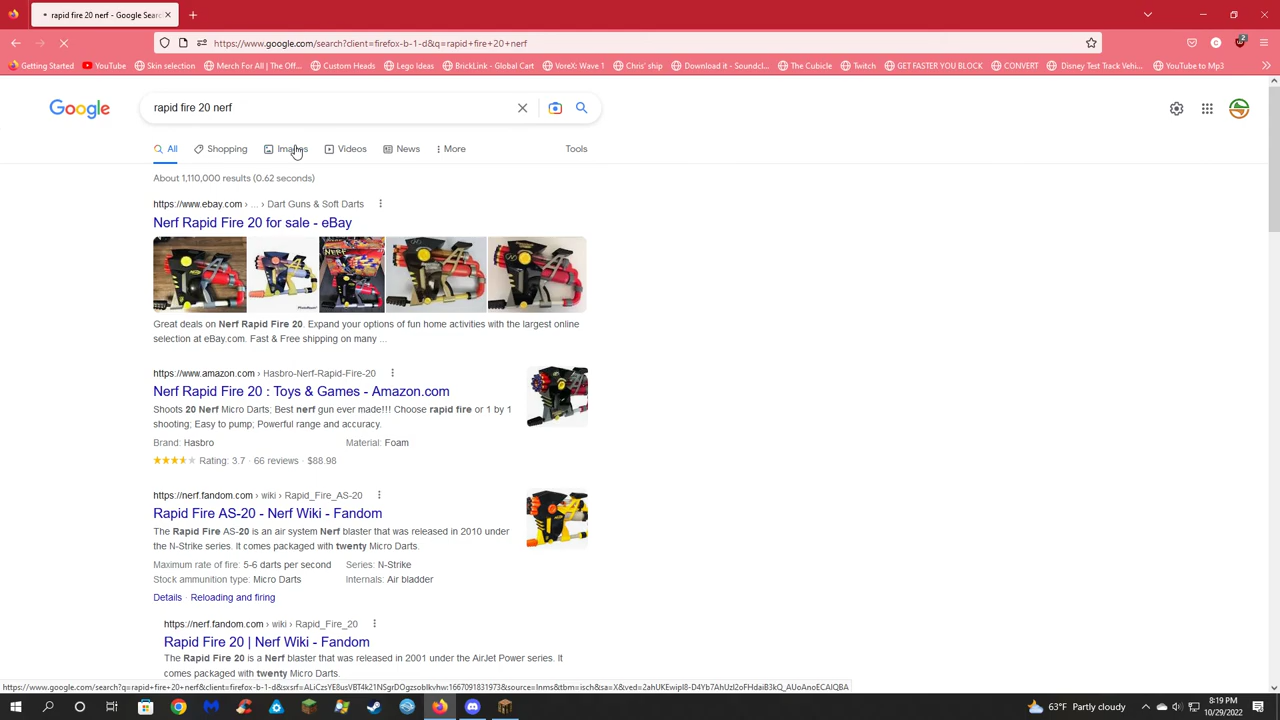 rapid fire 20 nerf - Google Sear
https://www.google.com/search?client=firefox-b-1-d&q=rapid+fire+20+nerf
Getting Started YouTube Skin selection Merch For All | The Off... Custom Heads Lego Ideas BrickLink - Global Cart VoreX: Wave 1 Chris' ship Download it - Soundcl... The Cubicle Twitch GET FASTER YOU BLOCK CONVERT Disney Test Track Vehi... YouTube to Mp3
Google rapid fire 20 nerf
All Shopping Images Videos News More Tools
About 1,110,000 results (0.62 seconds)
https://www.ebay.com › ... › Dart Guns & Soft Darts
Nerf Rapid Fire 20 for sale - eBay
Great deals on Nerf Rapid Fire 20. Expand your options of fun home activities with the largest online
selection at eBay.com. Fast & Free shipping on many ...
https://www.amazon.com › Hasbro-Nerf-Rapid-Fire-20
Nerf Rapid Fire 20 : Toys & Games - Amazon.com
Shoots 20 Nerf Micro Darts; Best nerf gun ever made!!! Choose rapid fire or 1 by 1
shooting; Easy to pump; Powerful range and accuracy.
Brand: Hasbro Material: Foam
Rating: 3.7 · 66 reviews · $88.98
https://nerf.fandom.com › wiki › Rapid_Fire_AS-20
Rapid Fire AS-20 - Nerf Wiki - Fandom
The Rapid Fire AS-20 is an air system Nerf blaster that was released in 2010 under
the N-Strike series. It comes packaged with twenty Micro Darts.
Maximum rate of fire: 5-6 darts per second Series: N-Strike
Stock ammunition type: Micro Darts Internals: Air bladder
Details · Reloading and firing
https://nerf.fandom.com › wiki › Rapid_Fire_20
Rapid Fire 20 | Nerf Wiki - Fandom
The Rapid Fire 20 is a Nerf blaster that was released in 2001 under the AirJet Power series. It
comes packaged with twenty Micro Darts.
63°F Partly cloudy 8:19 PM
10/29/2022